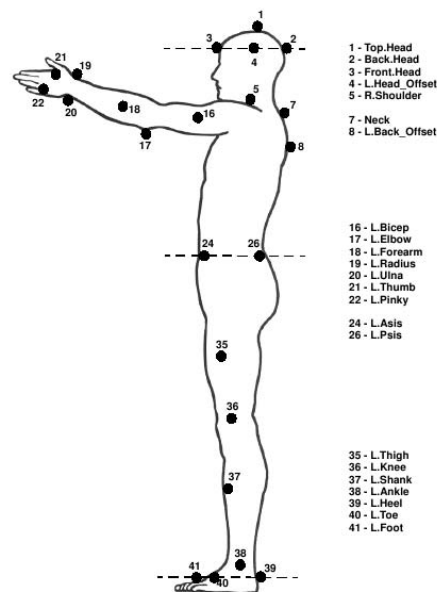 1
3
2
4
21
19
5
22
18
20
16
7
17
8
24
26
35
36
37
38
41
40
39
1 - Top.Head
2 - Back.Head
3 - Front.Head
4 - L.Head_Offset
5 - R.Shoulder
7 - Neck
8 - L.Back_Offset
16 - L.Bicep
17 - L.Elbow
18 - L.Forearm
19 - L.Radius
20 - L.Ulna
21 - L.Thumb
22 - L.Pinky
24 - L.Asis
26 - L.Psis
35 - L.Thigh
36 - L.Knee
37 - L.Shank
38 - L.Ankle
39 - L.Heel
40 - L.Toe
41 - L.Foot